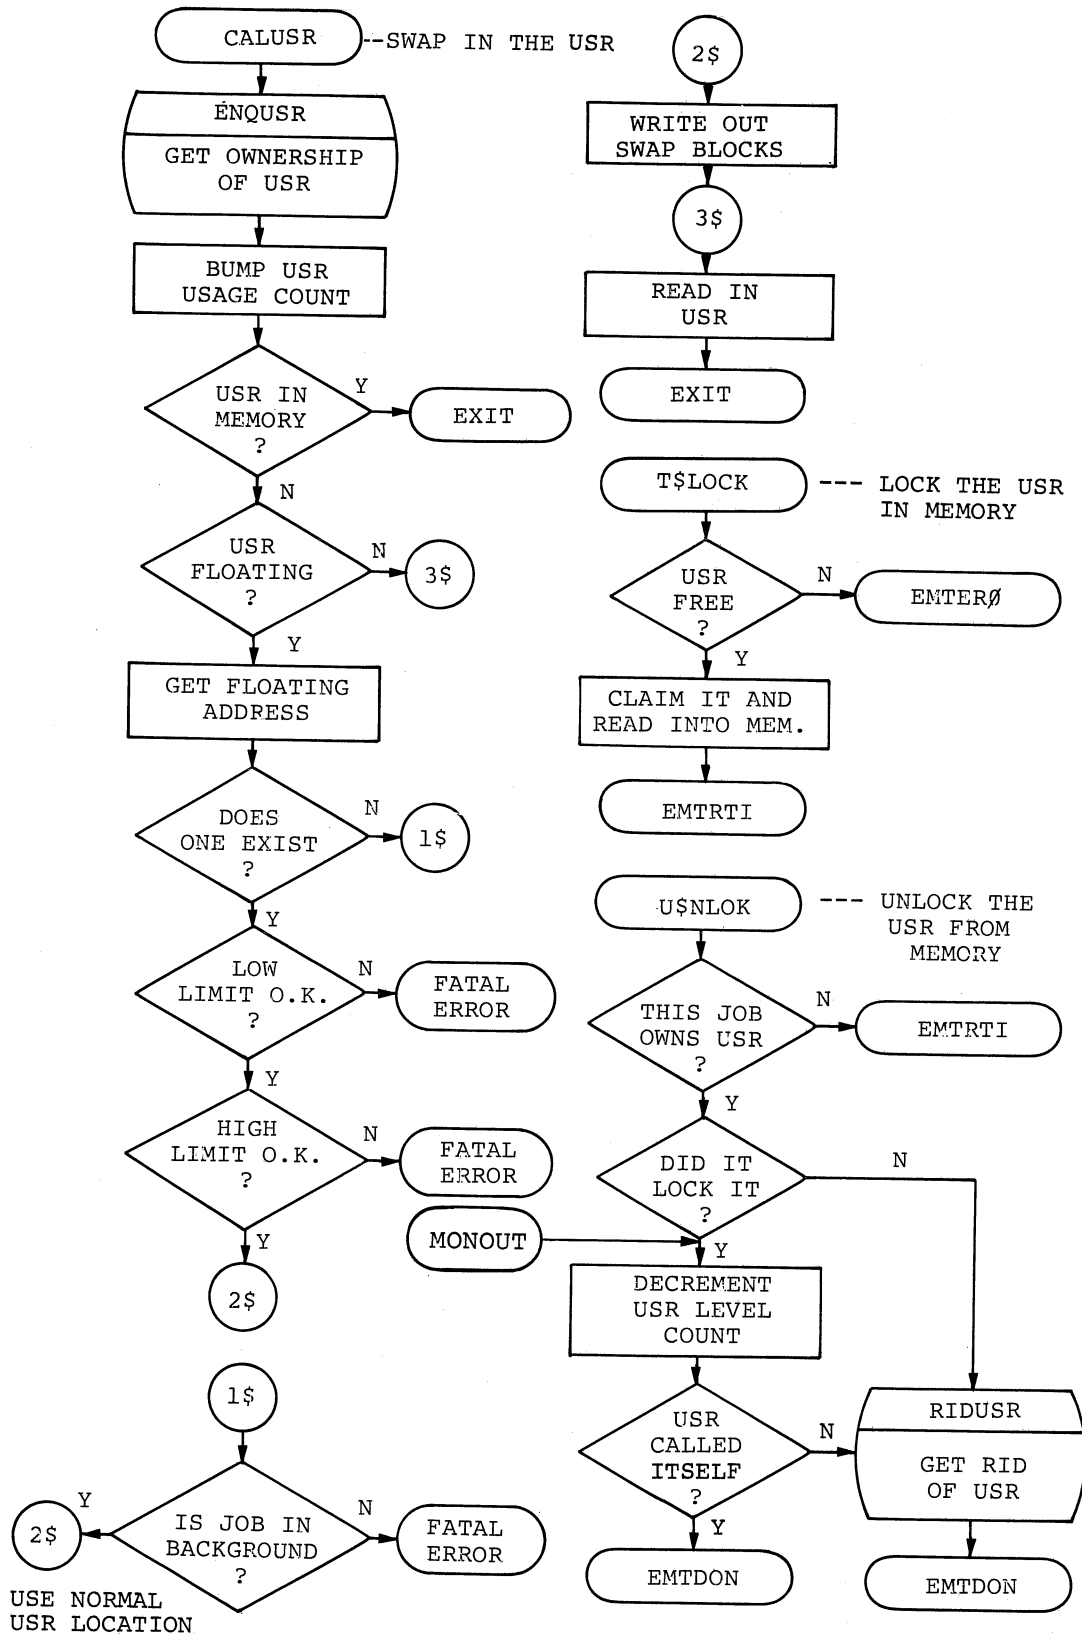 CALUSR
--SWAP IN THE USR
ENQUSR
GET OWNERSHIP
OF USR
BUMP USR
USAGE COUNT
USR IN
MEMORY
?
Y
EXIT
N
USR
FLOATING
?
N
3$
Y
GET FLOATING
ADDRESS
DOES
ONE EXIST
?
N
1$
Y
LOW
LIMIT O.K.
?
N
FATAL
ERROR
Y
HIGH
LIMIT O.K.
?
N
FATAL
ERROR
Y
2$
1$
IS JOB IN
BACKGROUND
?
Y
2$
USE NORMAL
USR LOCATION
N
FATAL
ERROR
2$
WRITE OUT
SWAP BLOCKS
3$
READ IN
USR
EXIT
T$LOCK
--- LOCK THE USR
IN MEMORY
USR
FREE
?
N
EMTERØ
Y
CLAIM IT AND
READ INTO MEM.
EMTRTI
U$NLOK
--- UNLOCK THE
USR FROM
MEMORY
THIS JOB
OWNS USR
?
N
EMTRTI
Y
DID IT
LOCK IT
?
N
MONOUT
Y
DECREMENT
USR LEVEL
COUNT
USR
CALLED
ITSELF
?
N
RIDUSR
GET RID
OF USR
Y
EMTDON
EMTDON